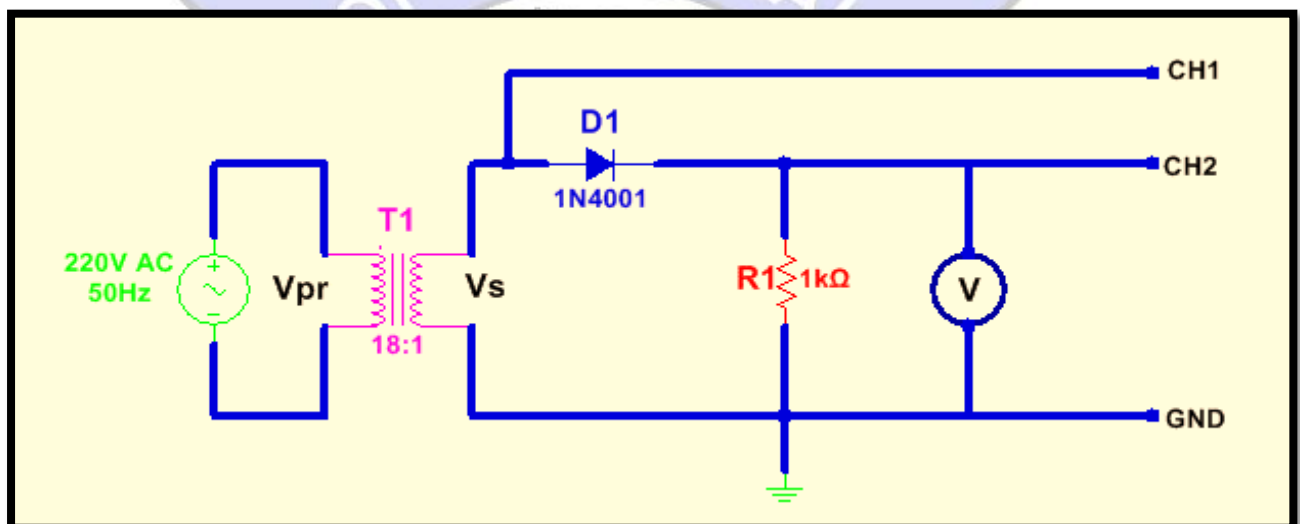 CH1
D1
CH2
1N4001
T1
220V AC
50Hz
Vpr
Vs
18:1
R1
1kΩ
V
GND